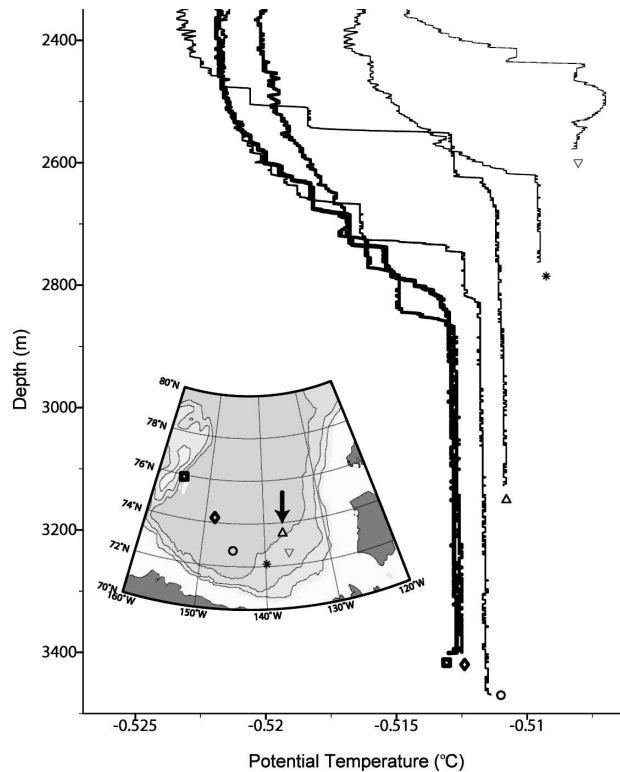 2400
2600
2800
3000
3200
3400
Depth (m)
80°N
78°N
76°N
74°N
72°N
70°N
160°W
150°W
140°W
130°W
120°W
-0.525
-0.52
-0.515
-0.51
Potential Temperature (°C)